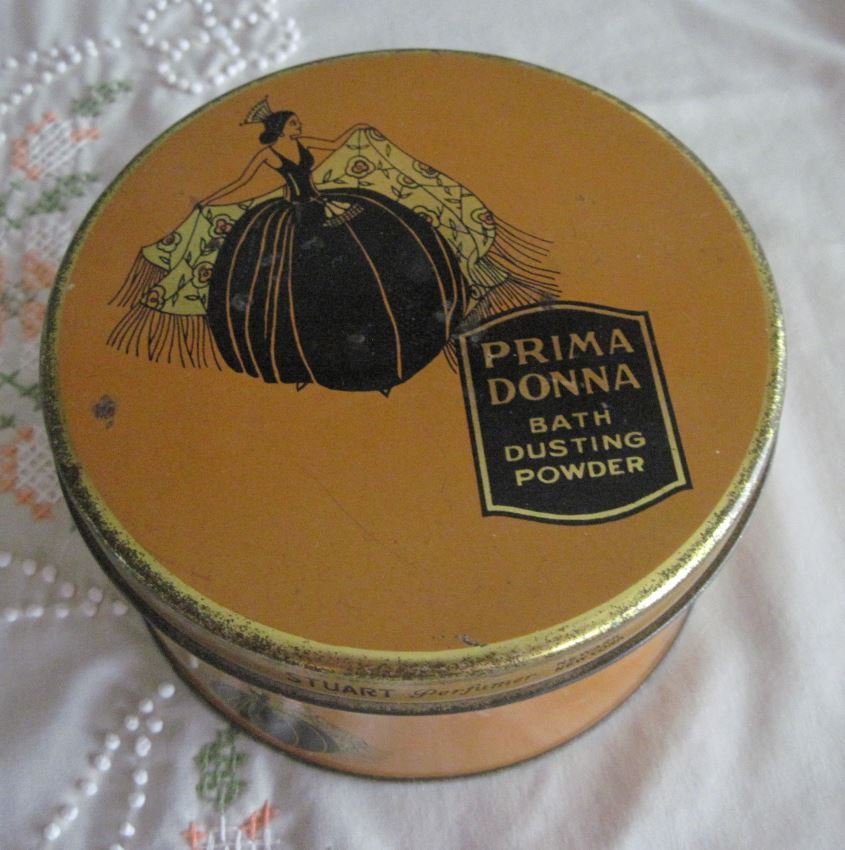 PRIMA
DONNA
BATH
DUSTING
POWDER
STUART Perfumer